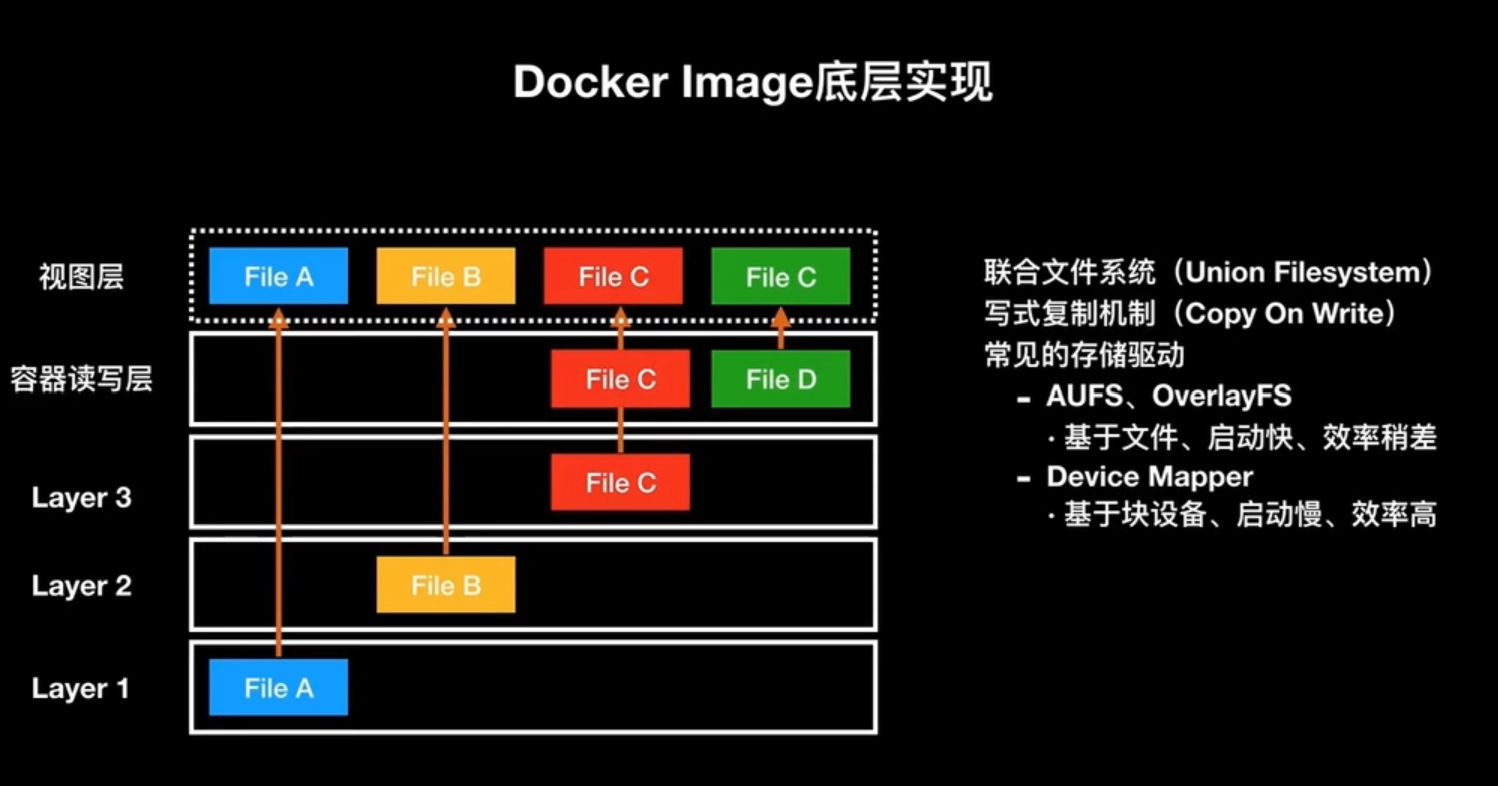 Docker Image底层实现
视图层
File A
File B
File C
File C
容器读写层
File C
File D
Layer 3
File C
Layer 2
File B
Layer 1
File A
联合文件系统（Union Filesystem）
写式复制机制（Copy On Write）
常见的存储驱动
- AUFS、OverlayFS
· 基于文件、启动快、效率稍差
- Device Mapper
· 基于块设备、启动慢、效率高